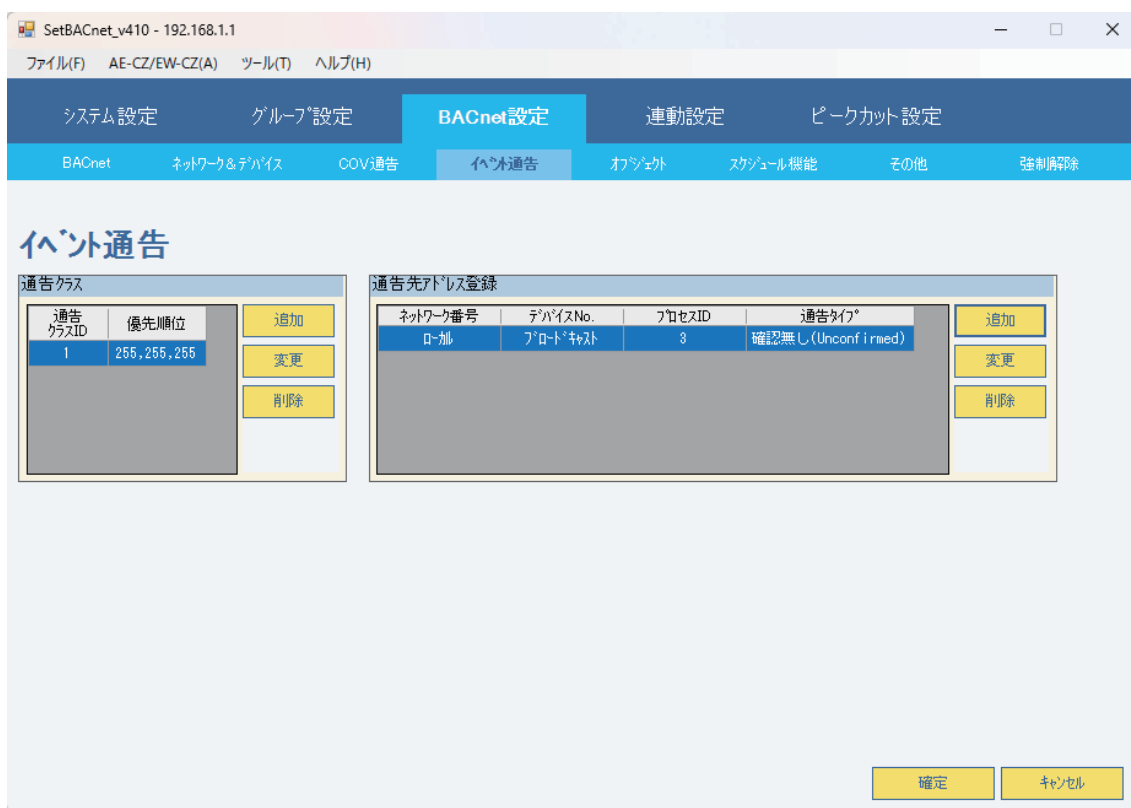 SetBACnet_v410 - 192.168.1.1
ファイル(F) AE-CZ/EW-CZ(A) ツール(T) ヘルプ(H)
システム設定 グループ設定 BACnet設定 連動設定 ピークカット設定
BACnet ネットワーク&デバイス COV通告 イベント通告 オブジェクト スケジュール機能 その他 強制解除
イベント通告
通告クラス
通告クラスID 優先順位
1 255,255,255
追加
変更
削除
通告先アドレス登録
ネットワーク番号 デバイスNo. プロセスID 通告タイプ
ローカル ブロードキャスト 3 確認無し(Unconfirmed)
追加
変更
削除
確定 キャンセル